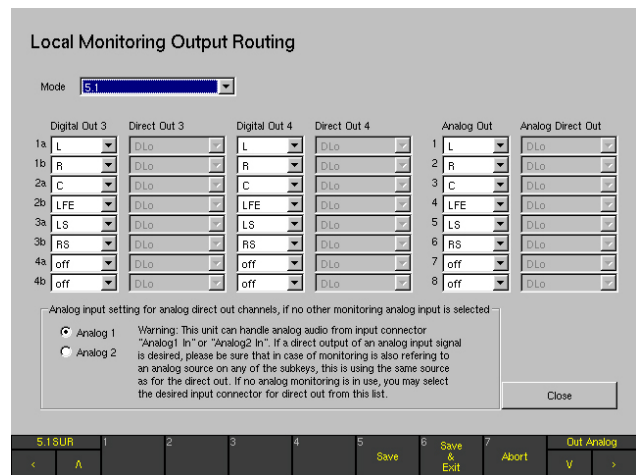 Local Monitoring Output Routing
Mode 5.1
Digital Out 3 Direct Out 3 Digital Out 4 Direct Out 4 Analog Out Analog Direct Out
1a L DLo L DLo 1 L DLo
1b R DLo R DLo 2 R DLo
2a C DLo C DLo 3 C DLo
2b LFE DLo LFE DLo 4 LFE DLo
3a LS DLo LS DLo 5 LS DLo
3b RS DLo RS DLo 6 RS DLo
4a off DLo off DLo 7 off DLo
4b off DLo off DLo 8 off DLo
Analog input setting for analog direct out channels, if no other monitoring analog input is selected
Analog 1
Analog 2
Warning: This unit can handle analog audio from input connector
"Analog1 In" or "Analog2 In". If a direct output of an analog input signal
is desired, please be sure that in case of monitoring is also refering to
an analog source on any of the subkeys, this is using the same source
as for the direct out. If no analog monitoring is in use, you may select
the desired input connector for direct out from this list.
Close
5.1SUR 1 2 3 4 5 Save 6 Save & Exit 7 Abort Out Analog
< Λ V >